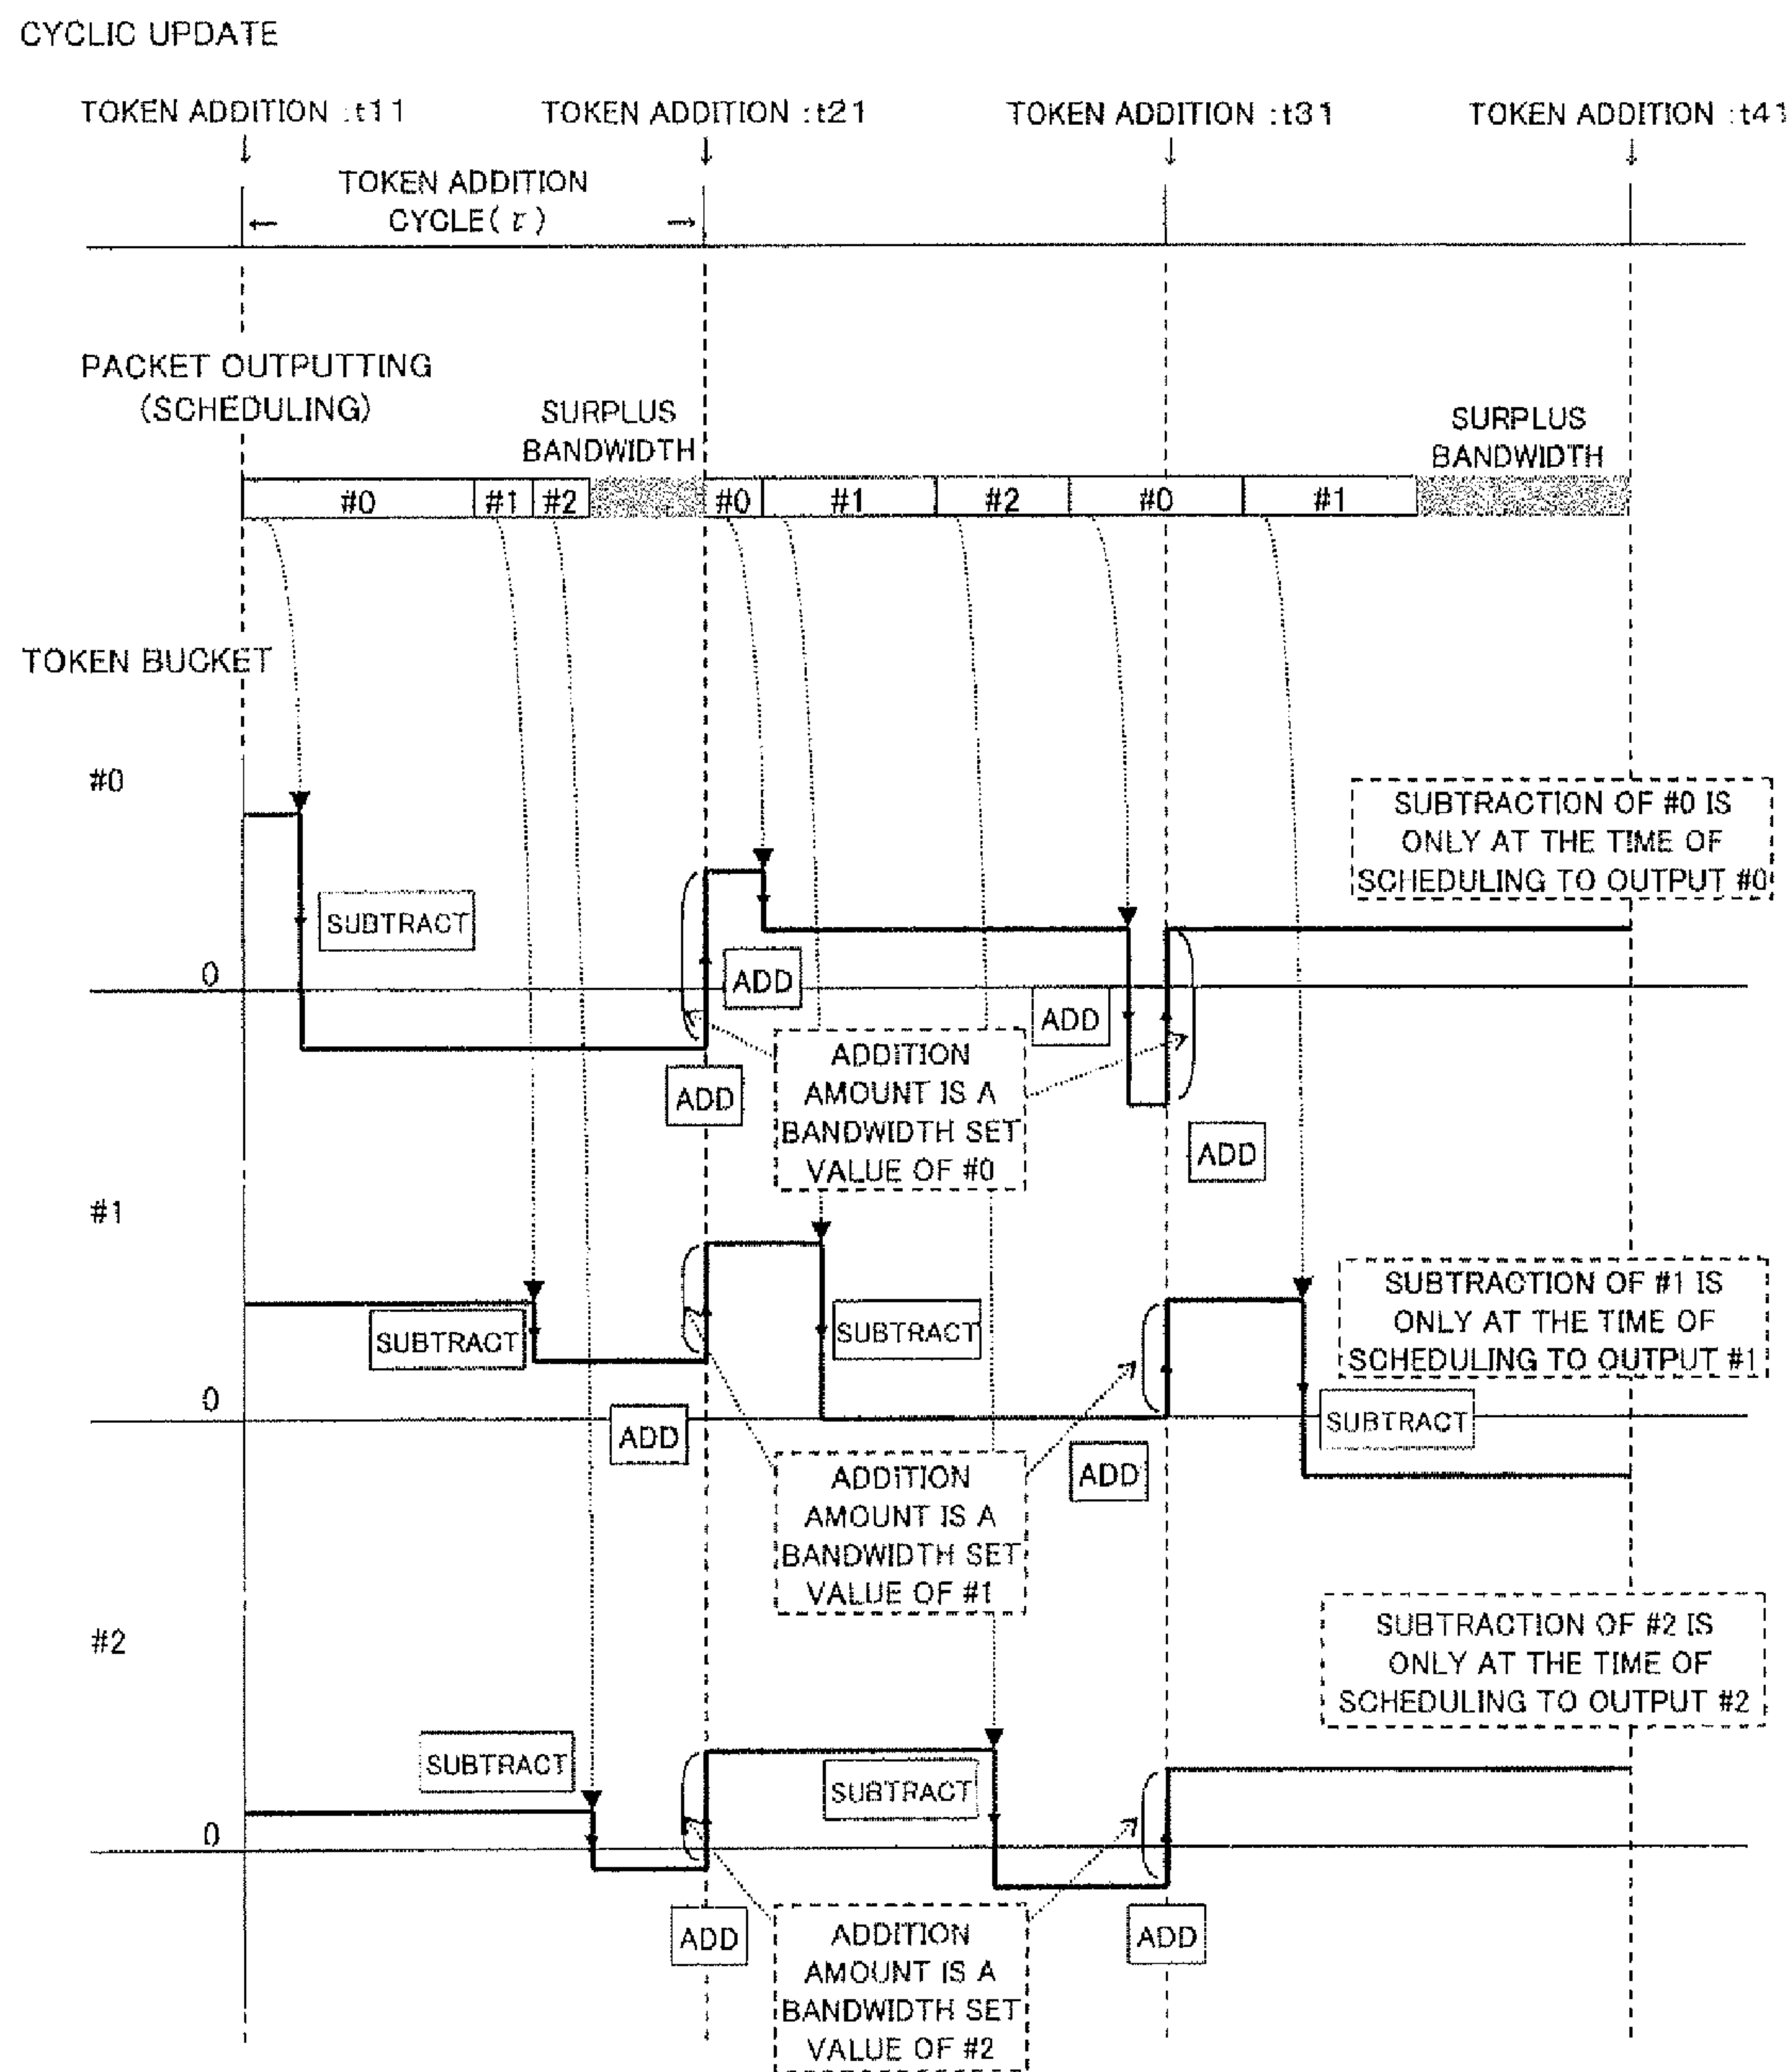 CYCLIC UPDATE
TOKEN ADDITION :t11
TOKEN ADDITION :t21
TOKEN ADDITION :t31
TOKEN ADDITION :t41
TOKEN ADDITION
CYCLE(τ)
PACKET OUTPUTTING
(SCHEDULING)
SURPLUS
BANDWIDTH
SURPLUS
BANDWIDTH
#0
#1
#2
#0
#1
#2
#0
#1
TOKEN BUCKET
#0
SUBTRACTION OF #0 IS
ONLY AT THE TIME OF
SCHEDULING TO OUTPUT #0
SUBTRACT
0
ADD
ADD
ADD
ADDITION
AMOUNT IS A
BANDWIDTH SET
VALUE OF #0
ADD
#1
SUBTRACTION OF #1 IS
ONLY AT THE TIME OF
SCHEDULING TO OUTPUT #1
SUBTRACT
SUBTRACT
0
SUBTRACT
ADD
ADD
ADDITION
AMOUNT IS A
BANDWIDTH SET
VALUE OF #1
#2
SUBTRACTION OF #2 IS
ONLY AT THE TIME OF
SCHEDULING TO OUTPUT #2
SUBTRACT
SUBTRACT
0
ADD
ADD
ADDITION
AMOUNT IS A
BANDWIDTH SET
VALUE OF #2